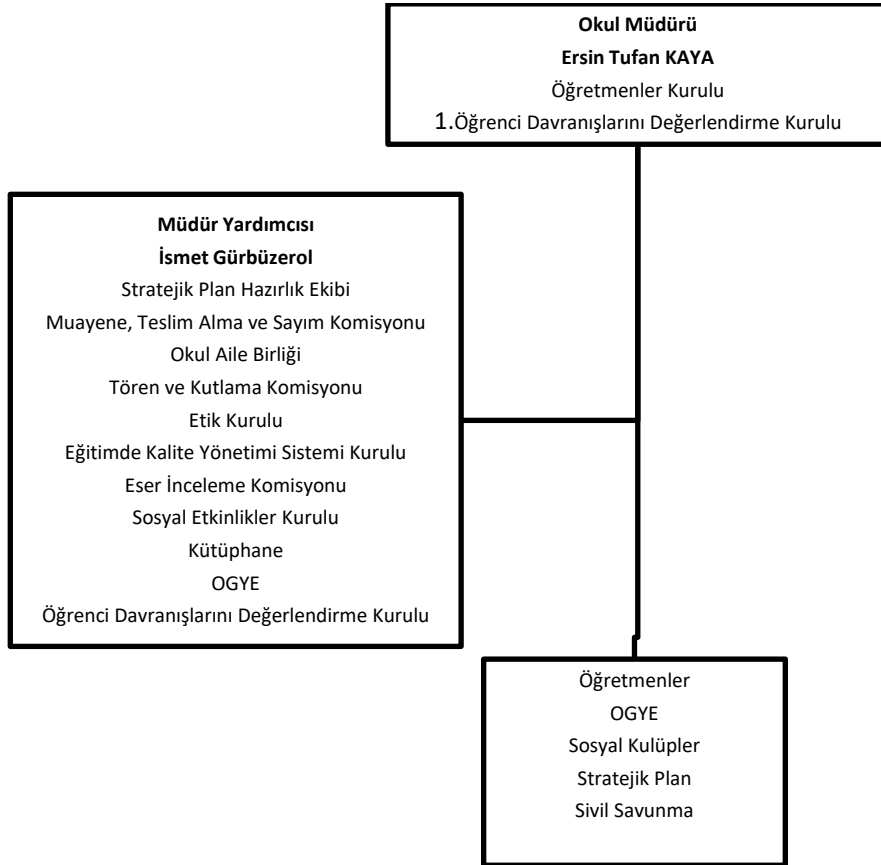 Okul Müdürü
Ersin Tufan KAYA
Öğretmenler Kurulu
1.Öğrenci Davranışlarını Değerlendirme Kurulu
Müdür Yardımcısı
İsmet Gürbüzerol
Stratejik Plan Hazırlık Ekibi
Muayene, Teslim Alma ve Sayım Komisyonu
Okul Aile Birliği
Tören ve Kutlama Komisyonu
Etik Kurulu
Eğitimde Kalite Yönetimi Sistemi Kurulu
Eser İnceleme Komisyonu
Sosyal Etkinlikler Kurulu
Kütüphane
OGYE
Öğrenci Davranışlarını Değerlendirme Kurulu
Öğretmenler
OGYE
Sosyal Kulüpler
Stratejik Plan
Sivil Savunma